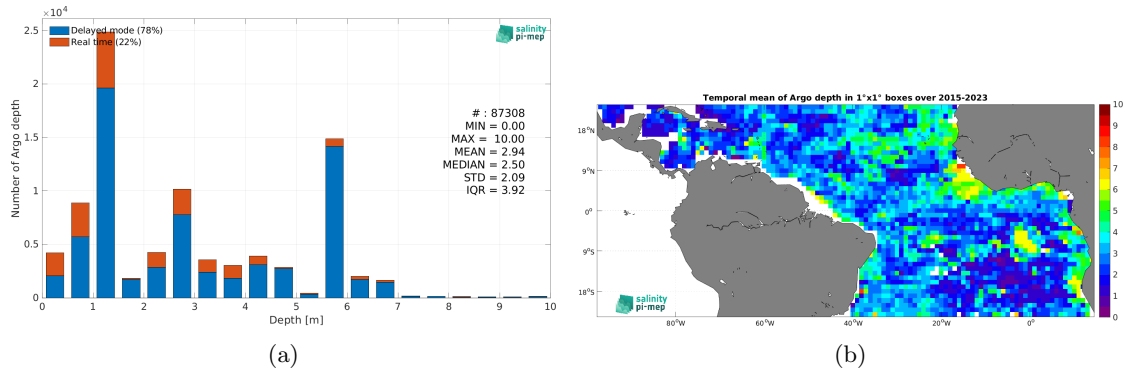 ×10⁴
Delayed mode (78%)
Real time (22%)
salinity
pi-mep
2.5
2
1.5
1
0.5
0
Number of Argo depth
# : 87308
MIN = 0.00
MAX = 10.00
MEAN = 2.94
MEDIAN = 2.50
STD = 2.09
IQR = 3.92
0 1 2 3 4 5 6 7 8 9 10
Depth [m]
(a)
Temporal mean of Argo depth in 1°x1° boxes over 2015-2023
18°N
9°N
0°
9°S
18°S
salinity
pi-mep
80°W 60°W 40°W 20°W 0°
10
9
8
7
6
5
4
3
2
1
0
(b)